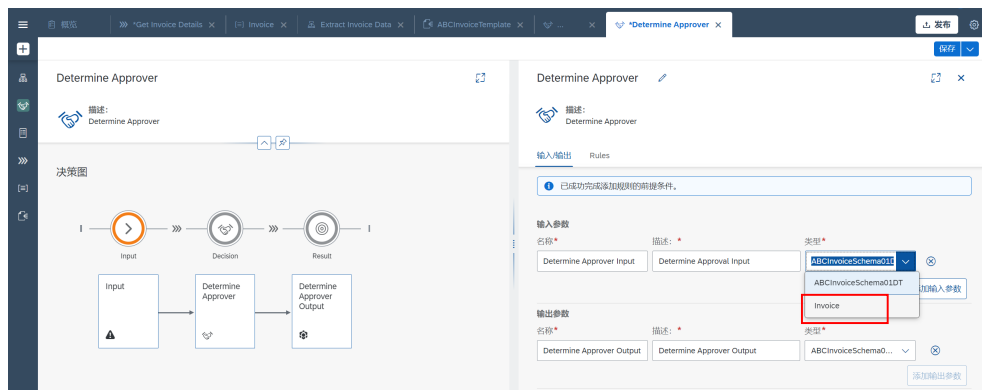 概览
*Get Invoice Details
Invoice
Extract Invoice Data
ABCInvoiceTemplate
...
*Determine Approver
发布
保存
Determine Approver
描述:
Determine Approver
决策图
Input
Decision
Result
Input
Determine
Approver
Determine
Approver
Output
Determine Approver
描述:
Determine Approver
输入/输出
Rules
已成功完成添加规则的前提条件。
输入参数
名称*
描述: *
类型*
Determine Approver Input
Determine Approval Input
ABCInvoiceSchema01D
ABCInvoiceSchema01DT
加输入参数
Invoice
输出参数
名称*
描述: *
类型*
Determine Approver Output
Determine Approver Output
ABCInvoiceSchema0...
添加输出参数